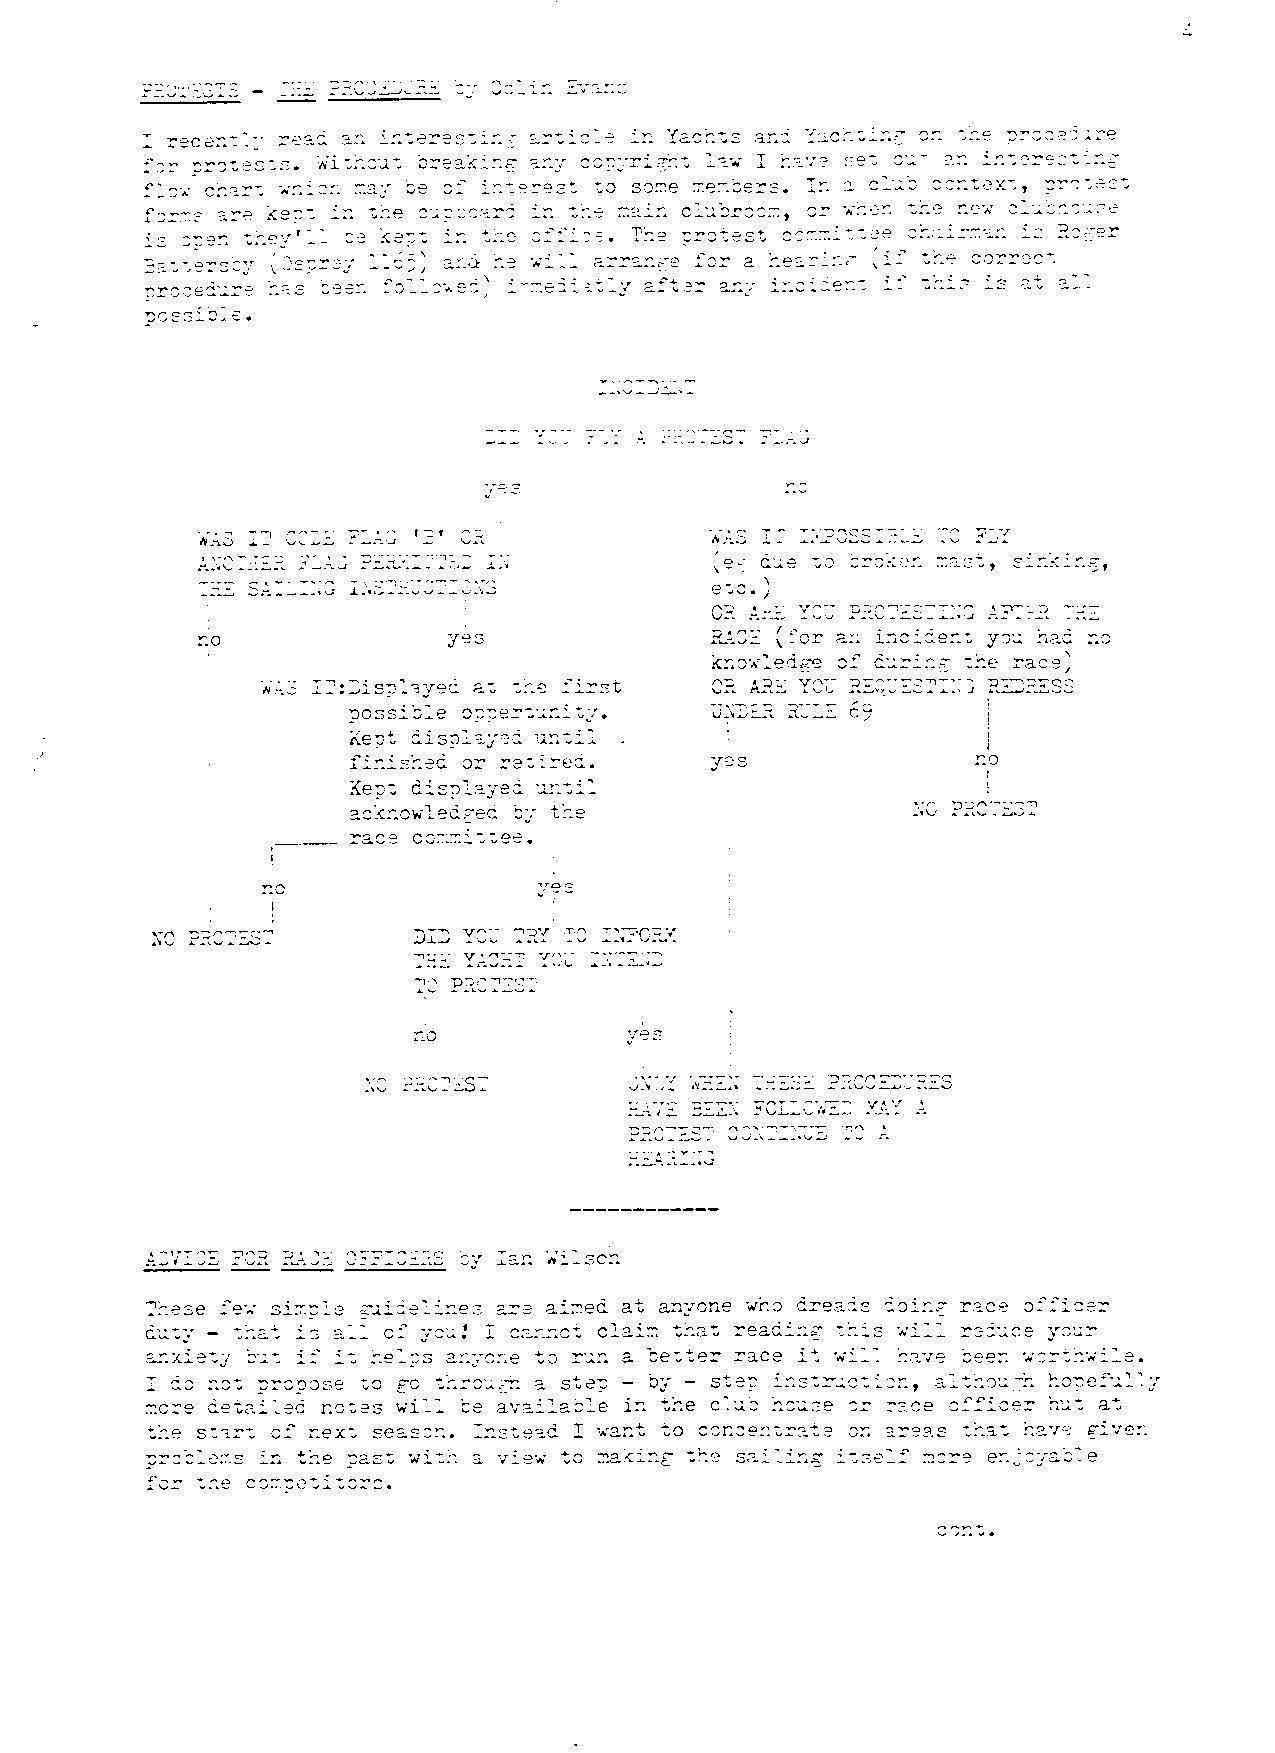 4
PROTESTS - THE PROCEDURE by Colin Evans
I recently read an interesting article in Yachts and Yachting on the procedure
for protests. Without breaking any copyright law I have set out an interesting
flow chart which may be of interest to some members. In a club context, protest
forms are kept in the cupboard in the main clubroom, or when the new clubhouse
is open they'll be kept in the office. The protest committee chairman is Roger
Battersby (Osprey 1165) and he will arrange for a hearing (if the correct
procedure has been followed) immediatly after any incident if this is at all
possible.
INCIDENT
DID YOU FLY A PROTEST FLAG
yes no
WAS IT CODE FLAG 'B' OR
ANOTHER FLAG PERMITTED IN
THE SAILING INSTRUCTIONS
no yes
WAS IT IMPOSSIBLE TO FLY
(eg due to broken mast, sinking,
etc.)
OR ARE YOU PROTESTING AFTER THE
RACE (for an incident you had no
knowledge of during the race)
OR ARE YOU REQUESTING REDRESS
UNDER RULE 69
yes no
NO PROTEST
WAS IT:Displayed at the first
possible oppertunity.
Kept displayed until
finished or retired.
Kept displayed until
acknowledged by the
race committee.
no yes
NO PROTEST
DID YOU TRY TO INFORM
THE YACHT YOU INTEND
TO PROTEST
no yes
NO PROTEST
ONLY WHEN THESE PROCEDURES
HAVE BEEN FOLLOWED MAY A
PROTEST CONTINUE TO A
HEARING
------------
ADVICE FOR RACE OFFICERS by Ian Wilson
These few simple guidelines are aimed at anyone who dreads doing race officer
duty - that is all of you! I cannot claim that reading this will reduce your
anxiety but if it helps anyone to run a better race it will have been worthwile.
I do not propose to go through a step - by - step instruction, although hopefully
more detailed notes will be available in the club house or race officer hut at
the start of next season. Instead I want to concentrate on areas that have given
problems in the past with a view to making the sailing itself more enjoyable
for the competitors.
cont.